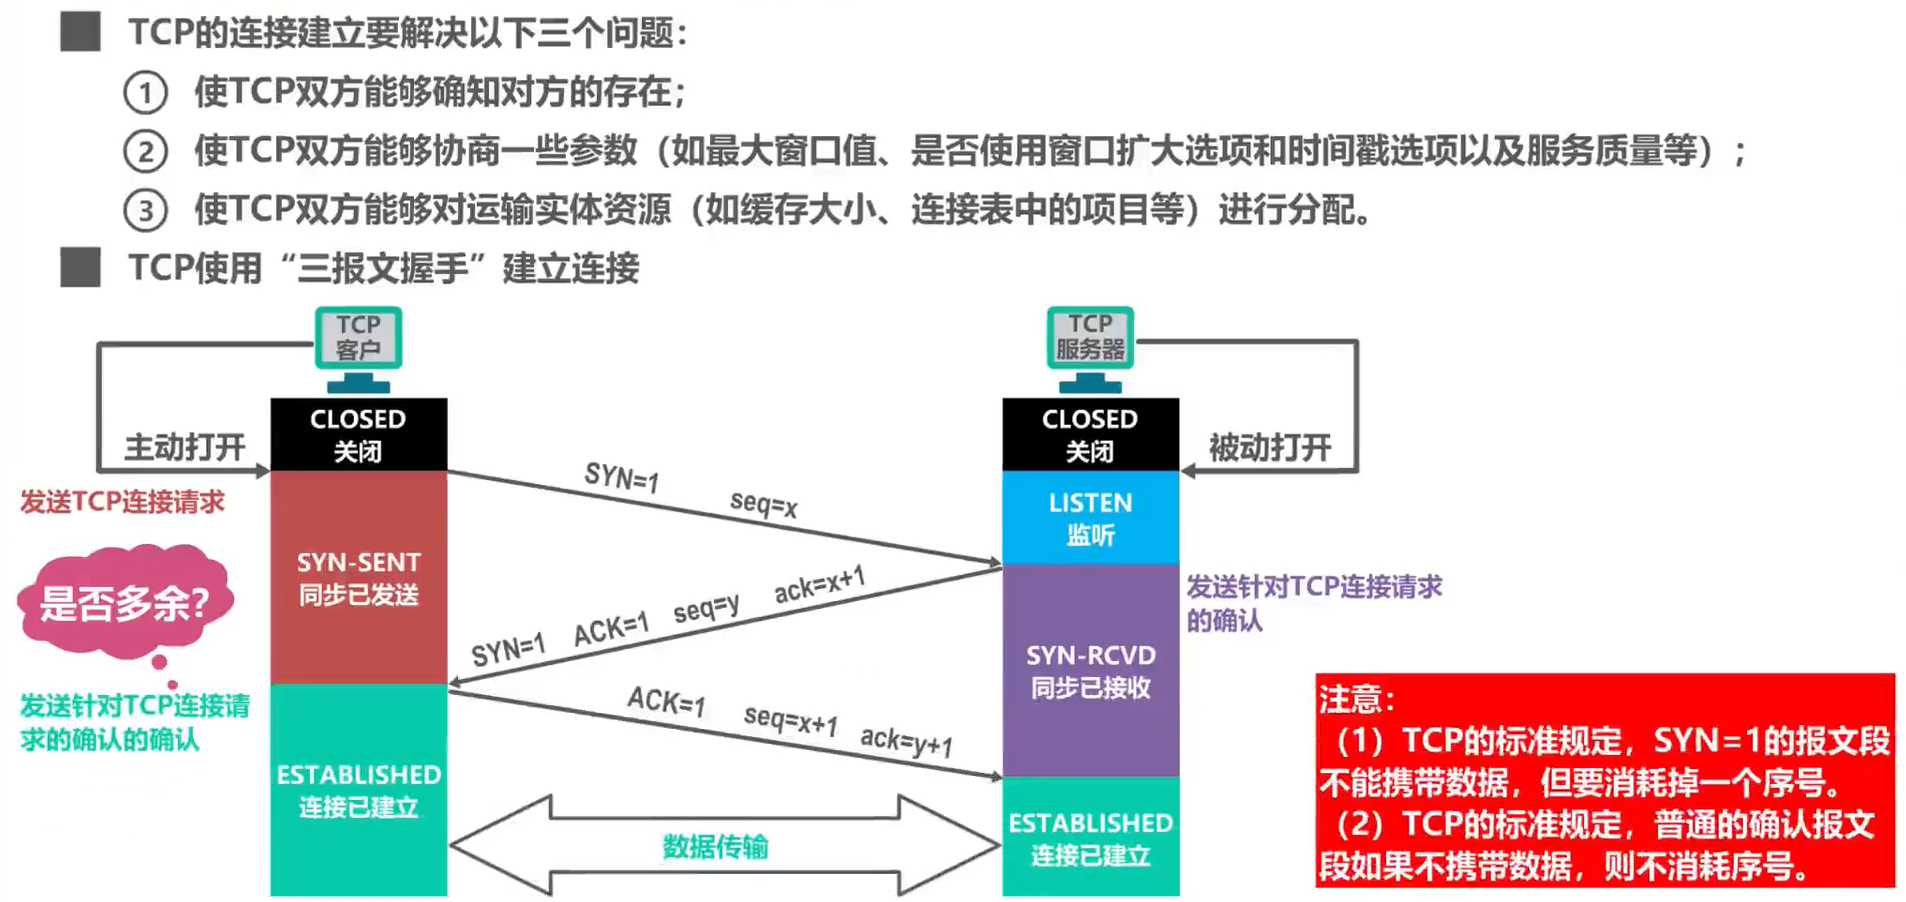 TCP的连接建立要解决以下三个问题：
① 使TCP双方能够确知对方的存在；
② 使TCP双方能够协商一些参数（如最大窗口值、是否使用窗口扩大选项和时间戳选项以及服务质量等）；
③ 使TCP双方能够对运输实体资源（如缓存大小、连接表中的项目等）进行分配。
TCP使用“三报文握手”建立连接
TCP
客户
TCP
服务器
CLOSED
关闭
CLOSED
关闭
主动打开
被动打开
发送TCP连接请求
SYN=1 seq=x
LISTEN
监听
SYN-SENT
同步已发送
是否多余?
SYN=1 ACK=1 seq=y ack=x+1
发送针对TCP连接请求
的确认
SYN-RCVD
同步已接收
发送针对TCP连接请
求的确认的确认
ACK=1 seq=x+1 ack=y+1
ESTABLISHED
连接已建立
数据传输
ESTABLISHED
连接已建立
注意：
（1）TCP的标准规定，SYN=1的报文段
不能携带数据，但要消耗掉一个序号。
（2）TCP的标准规定，普通的确认报文
段如果不携带数据，则不消耗序号。